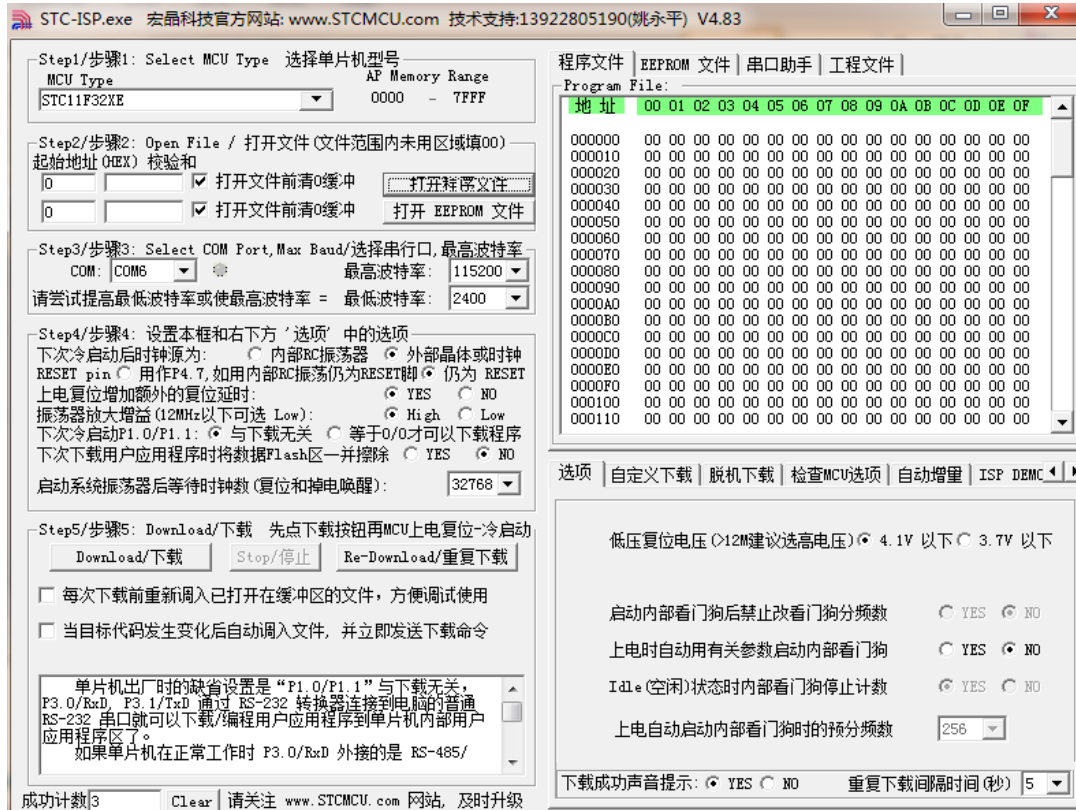 STC-ISP.exe 宏晶科技官方网站: www.STCMCU.com 技术支持:13922805190(姚永平) V4.83
Step1/步骤1: Select MCU Type 选择单片机型号
MCU Type AP Memory Range
STC11F32XE 0000 - 7FFF
Step2/步骤2: Open File / 打开文件(文件范围内未用区域填00)
起始地址(HEX) 校验和
0 打开文件前清0缓冲 打开程序文件
0 打开文件前清0缓冲 打开 EEPROM 文件
Step3/步骤3: Select COM Port,Max Baud/选择串行口,最高波特率
COM: COM6 最高波特率: 115200
请尝试提高最低波特率或使最高波特率 = 最低波特率: 2400
Step4/步骤4: 设置本框和右下方 '选项' 中的选项
下次冷启动后时钟源为: 内部RC振荡器 外部晶体或时钟
RESET pin 用作P4.7,如用内部RC振荡仍为RESET脚 仍为 RESET
上电复位增加额外的复位延时: YES NO
振荡器放大增益(12MHz以下可选 Low): High Low
下次冷启动P1.0/P1.1: 与下载无关 等于0/0才可以下载程序
下次下载用户应用程序时将数据Flash区一并擦除 YES NO
启动系统振荡器后等待时钟数(复位和掉电唤醒): 32768
Step5/步骤5: Download/下载 先点下载按钮再MCU上电复位-冷启动
Download/下载 Stop/停止 Re-Download/重复下载
每次下载前重新调入已打开在缓冲区的文件，方便调试使用
当目标代码发生变化后自动调入文件，并立即发送下载命令
单片机出厂时的缺省设置是“P1.0/P1.1”与下载无关，
P3.0/RxD, P3.1/TxD 通过 RS-232 转换器连接到电脑的普通
RS-232 串口就可以下载/编程用户应用程序到单片机内部用户
应用程序区了。
如果单片机在正常工作时 P3.0/RxD 外接的是 RS-485/
成功计数 3 Clear 请关注 www.STCMCU.com 网站, 及时升级
程序文件 EEPROM 文件 串口助手 工程文件
Program File:
地 址 00 01 02 03 04 05 06 07 08 09 0A 0B 0C 0D 0E 0F
000000 00 00 00 00 00 00 00 00 00 00 00 00 00 00 00 00
000010 00 00 00 00 00 00 00 00 00 00 00 00 00 00 00 00
000020 00 00 00 00 00 00 00 00 00 00 00 00 00 00 00 00
000030 00 00 00 00 00 00 00 00 00 00 00 00 00 00 00 00
000040 00 00 00 00 00 00 00 00 00 00 00 00 00 00 00 00
000050 00 00 00 00 00 00 00 00 00 00 00 00 00 00 00 00
000060 00 00 00 00 00 00 00 00 00 00 00 00 00 00 00 00
000070 00 00 00 00 00 00 00 00 00 00 00 00 00 00 00 00
000080 00 00 00 00 00 00 00 00 00 00 00 00 00 00 00 00
000090 00 00 00 00 00 00 00 00 00 00 00 00 00 00 00 00
0000A0 00 00 00 00 00 00 00 00 00 00 00 00 00 00 00 00
0000B0 00 00 00 00 00 00 00 00 00 00 00 00 00 00 00 00
0000C0 00 00 00 00 00 00 00 00 00 00 00 00 00 00 00 00
0000D0 00 00 00 00 00 00 00 00 00 00 00 00 00 00 00 00
0000E0 00 00 00 00 00 00 00 00 00 00 00 00 00 00 00 00
0000F0 00 00 00 00 00 00 00 00 00 00 00 00 00 00 00 00
000100 00 00 00 00 00 00 00 00 00 00 00 00 00 00 00 00
000110 00 00 00 00 00 00 00 00 00 00 00 00 00 00 00 00
选项 自定义下载 脱机下载 检查MCU选项 自动增量 ISP DEMC
低压复位电压(>12M建议选高电压) 4.1V 以下 3.7V 以下
启动内部看门狗后禁止改看门狗分频数 YES NO
上电时自动用有关参数启动内部看门狗 YES NO
Idle(空闲)状态时内部看门狗停止计数 YES NO
上电自动启动内部看门狗时的预分频数 256
下载成功声音提示: YES NO 重复下载间隔时间(秒) 5